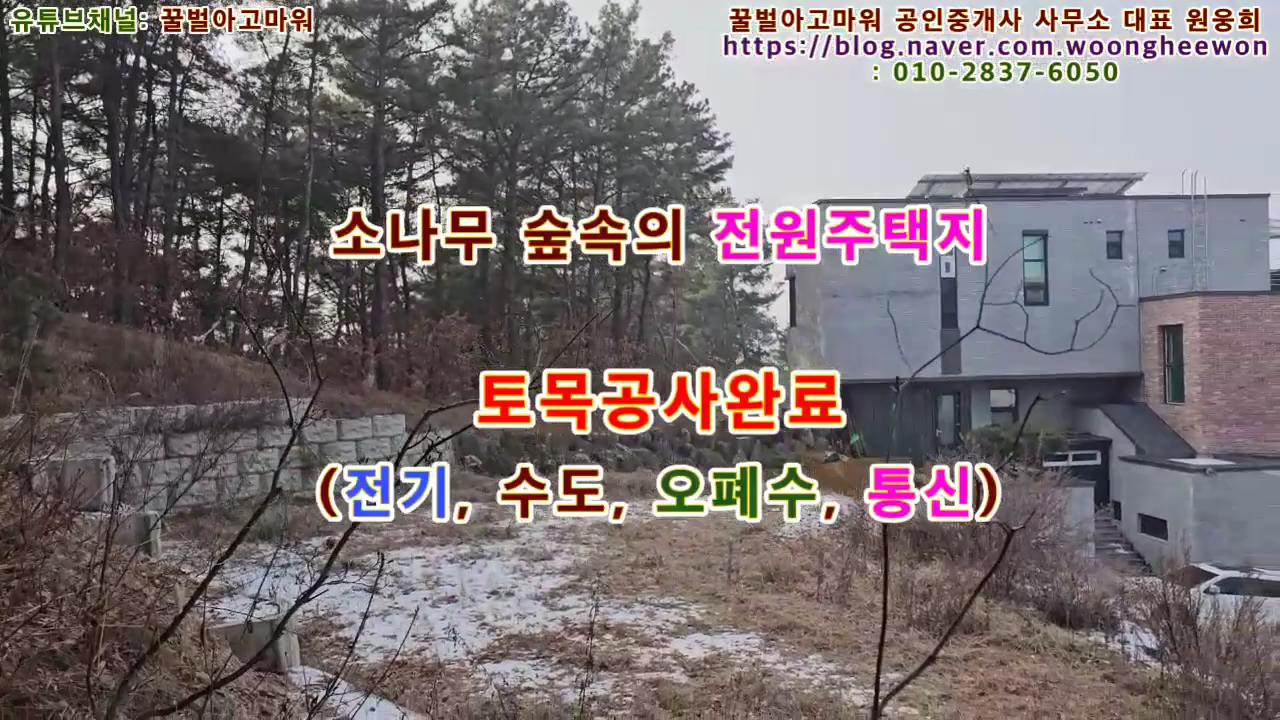 유튜브채널: 꿀벌아고마워
꿀벌아고마워 공인중개사 사무소 대표 원웅희
https://blog.naver.com.woongheewon
: 010-2837-6050
소나무 숲속의 전원주택지
토목공사완료
(전기, 수도, 오폐수, 통신)